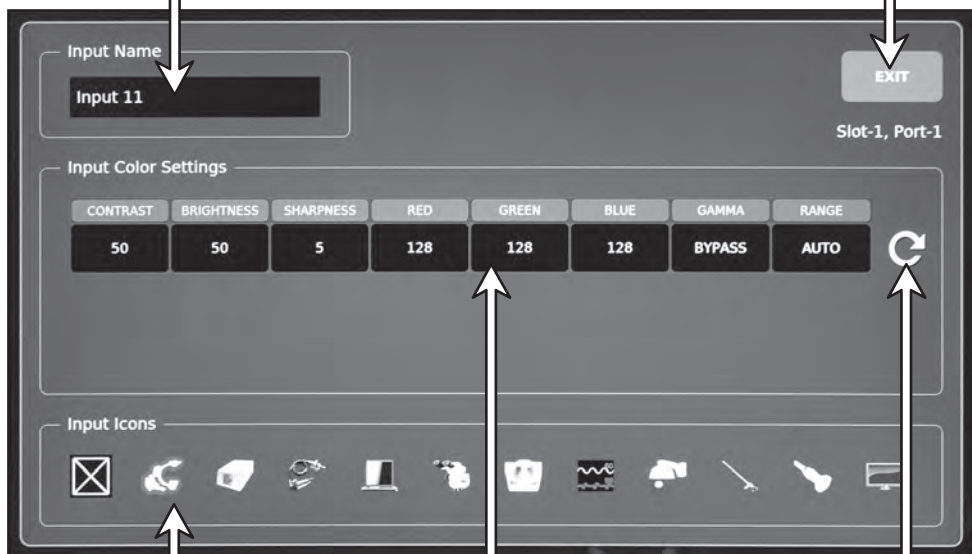 Input Name
Input 11
EXIT
Slot-1, Port-1
Input Color Settings
CONTRAST BRIGHTNESS SHARPNESS RED GREEN BLUE GAMMA RANGE
50 50 5 128 128 128 BYPASS AUTO
Input Icons